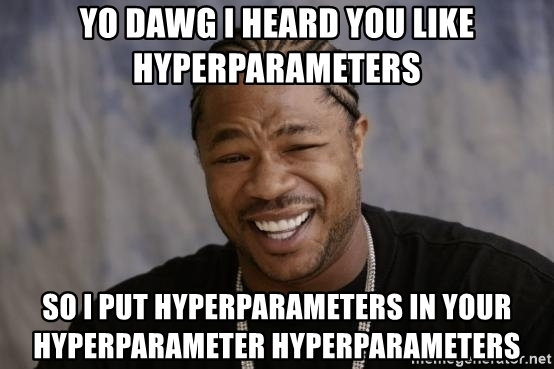 YO DAWG I HEARD YOU LIKE
HYPERPARAMETERS
SO I PUT HYPERPARAMETERS IN YOUR
HYPERPARAMETER HYPERPARAMETERS
memegenerator.net